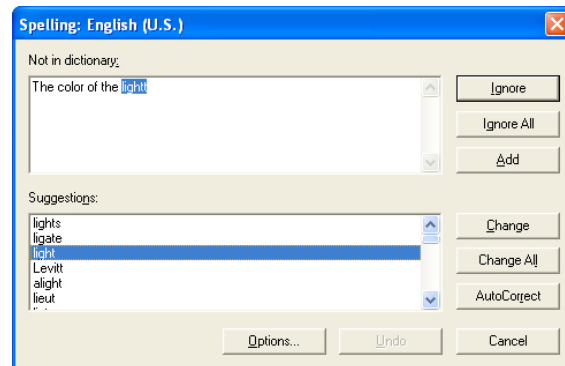 Spelling: English (U.S.)
Not in dictionary:
The color of the lightt
Ignore
Ignore All
Add
Suggestions:
lights
ligate
light
Levitt
alight
lieut
Change
Change All
AutoCorrect
Options...
Undo
Cancel